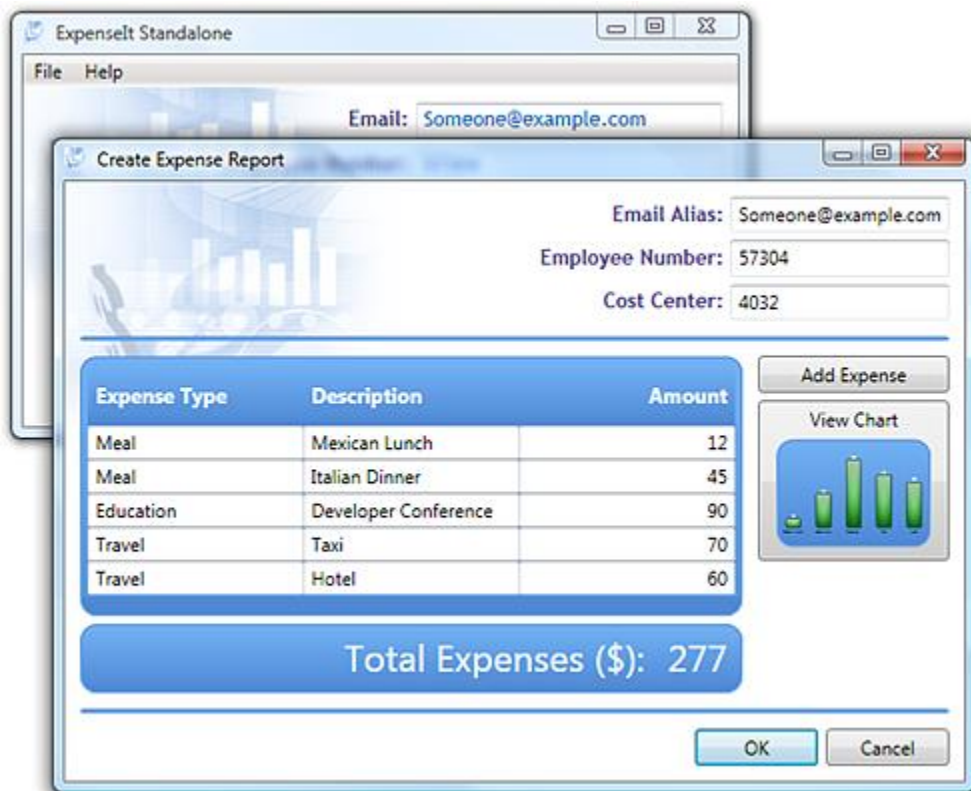 ExpenseIt Standalone
File Help
Email: Someone@example.com
Create Expense Report
Email Alias: Someone@example.com
Employee Number: 57304
Cost Center: 4032
Expense Type Description Amount
Meal Mexican Lunch 12
Meal Italian Dinner 45
Education Developer Conference 90
Travel Taxi 70
Travel Hotel 60
Total Expenses ($): 277
Add Expense
View Chart
OK Cancel